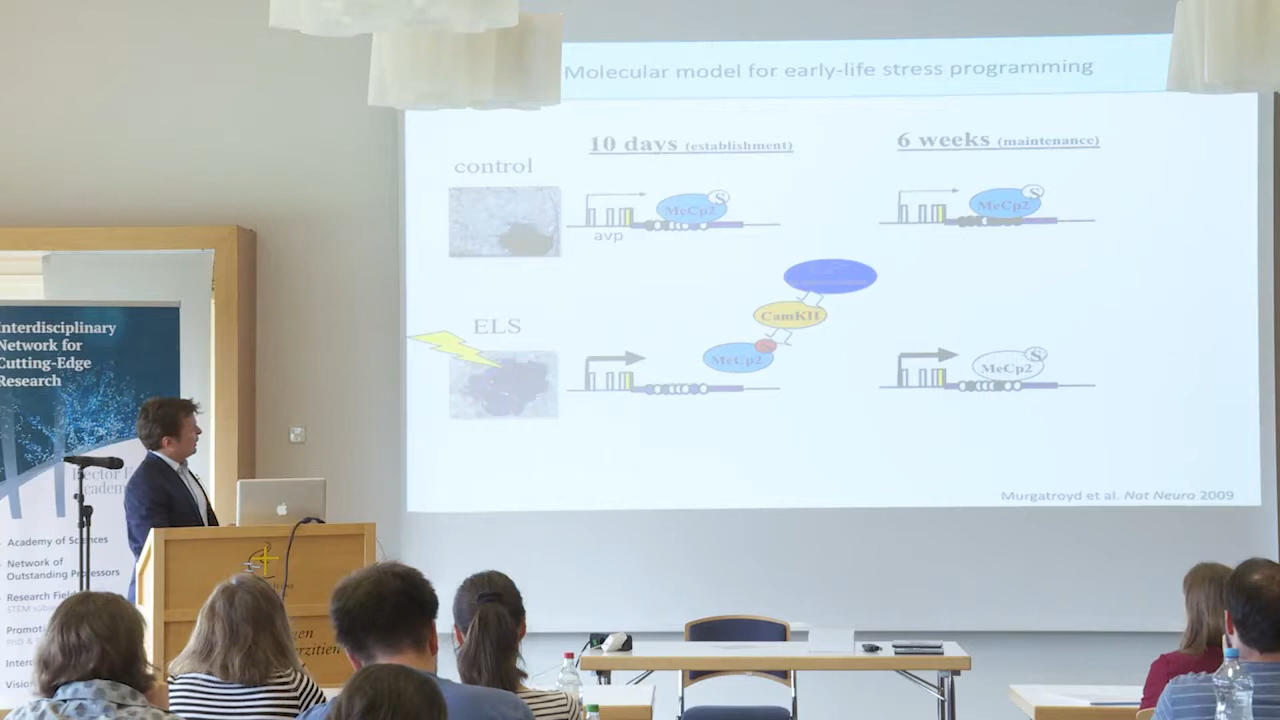 Molecular model for early-life stress programming
10 days (establishment)
6 weeks (maintenance)
control
MeCp2
S
MeCp2
S
avp
CamKII
ELS
MeCp2
MeCp2
S
Murgatroyd et al. Nat Neuro 2009
Interdisciplinary
Network for
Cutting-Edge
Research
Academy of Sciences
Network of
Outstanding Professors
Research
STEM